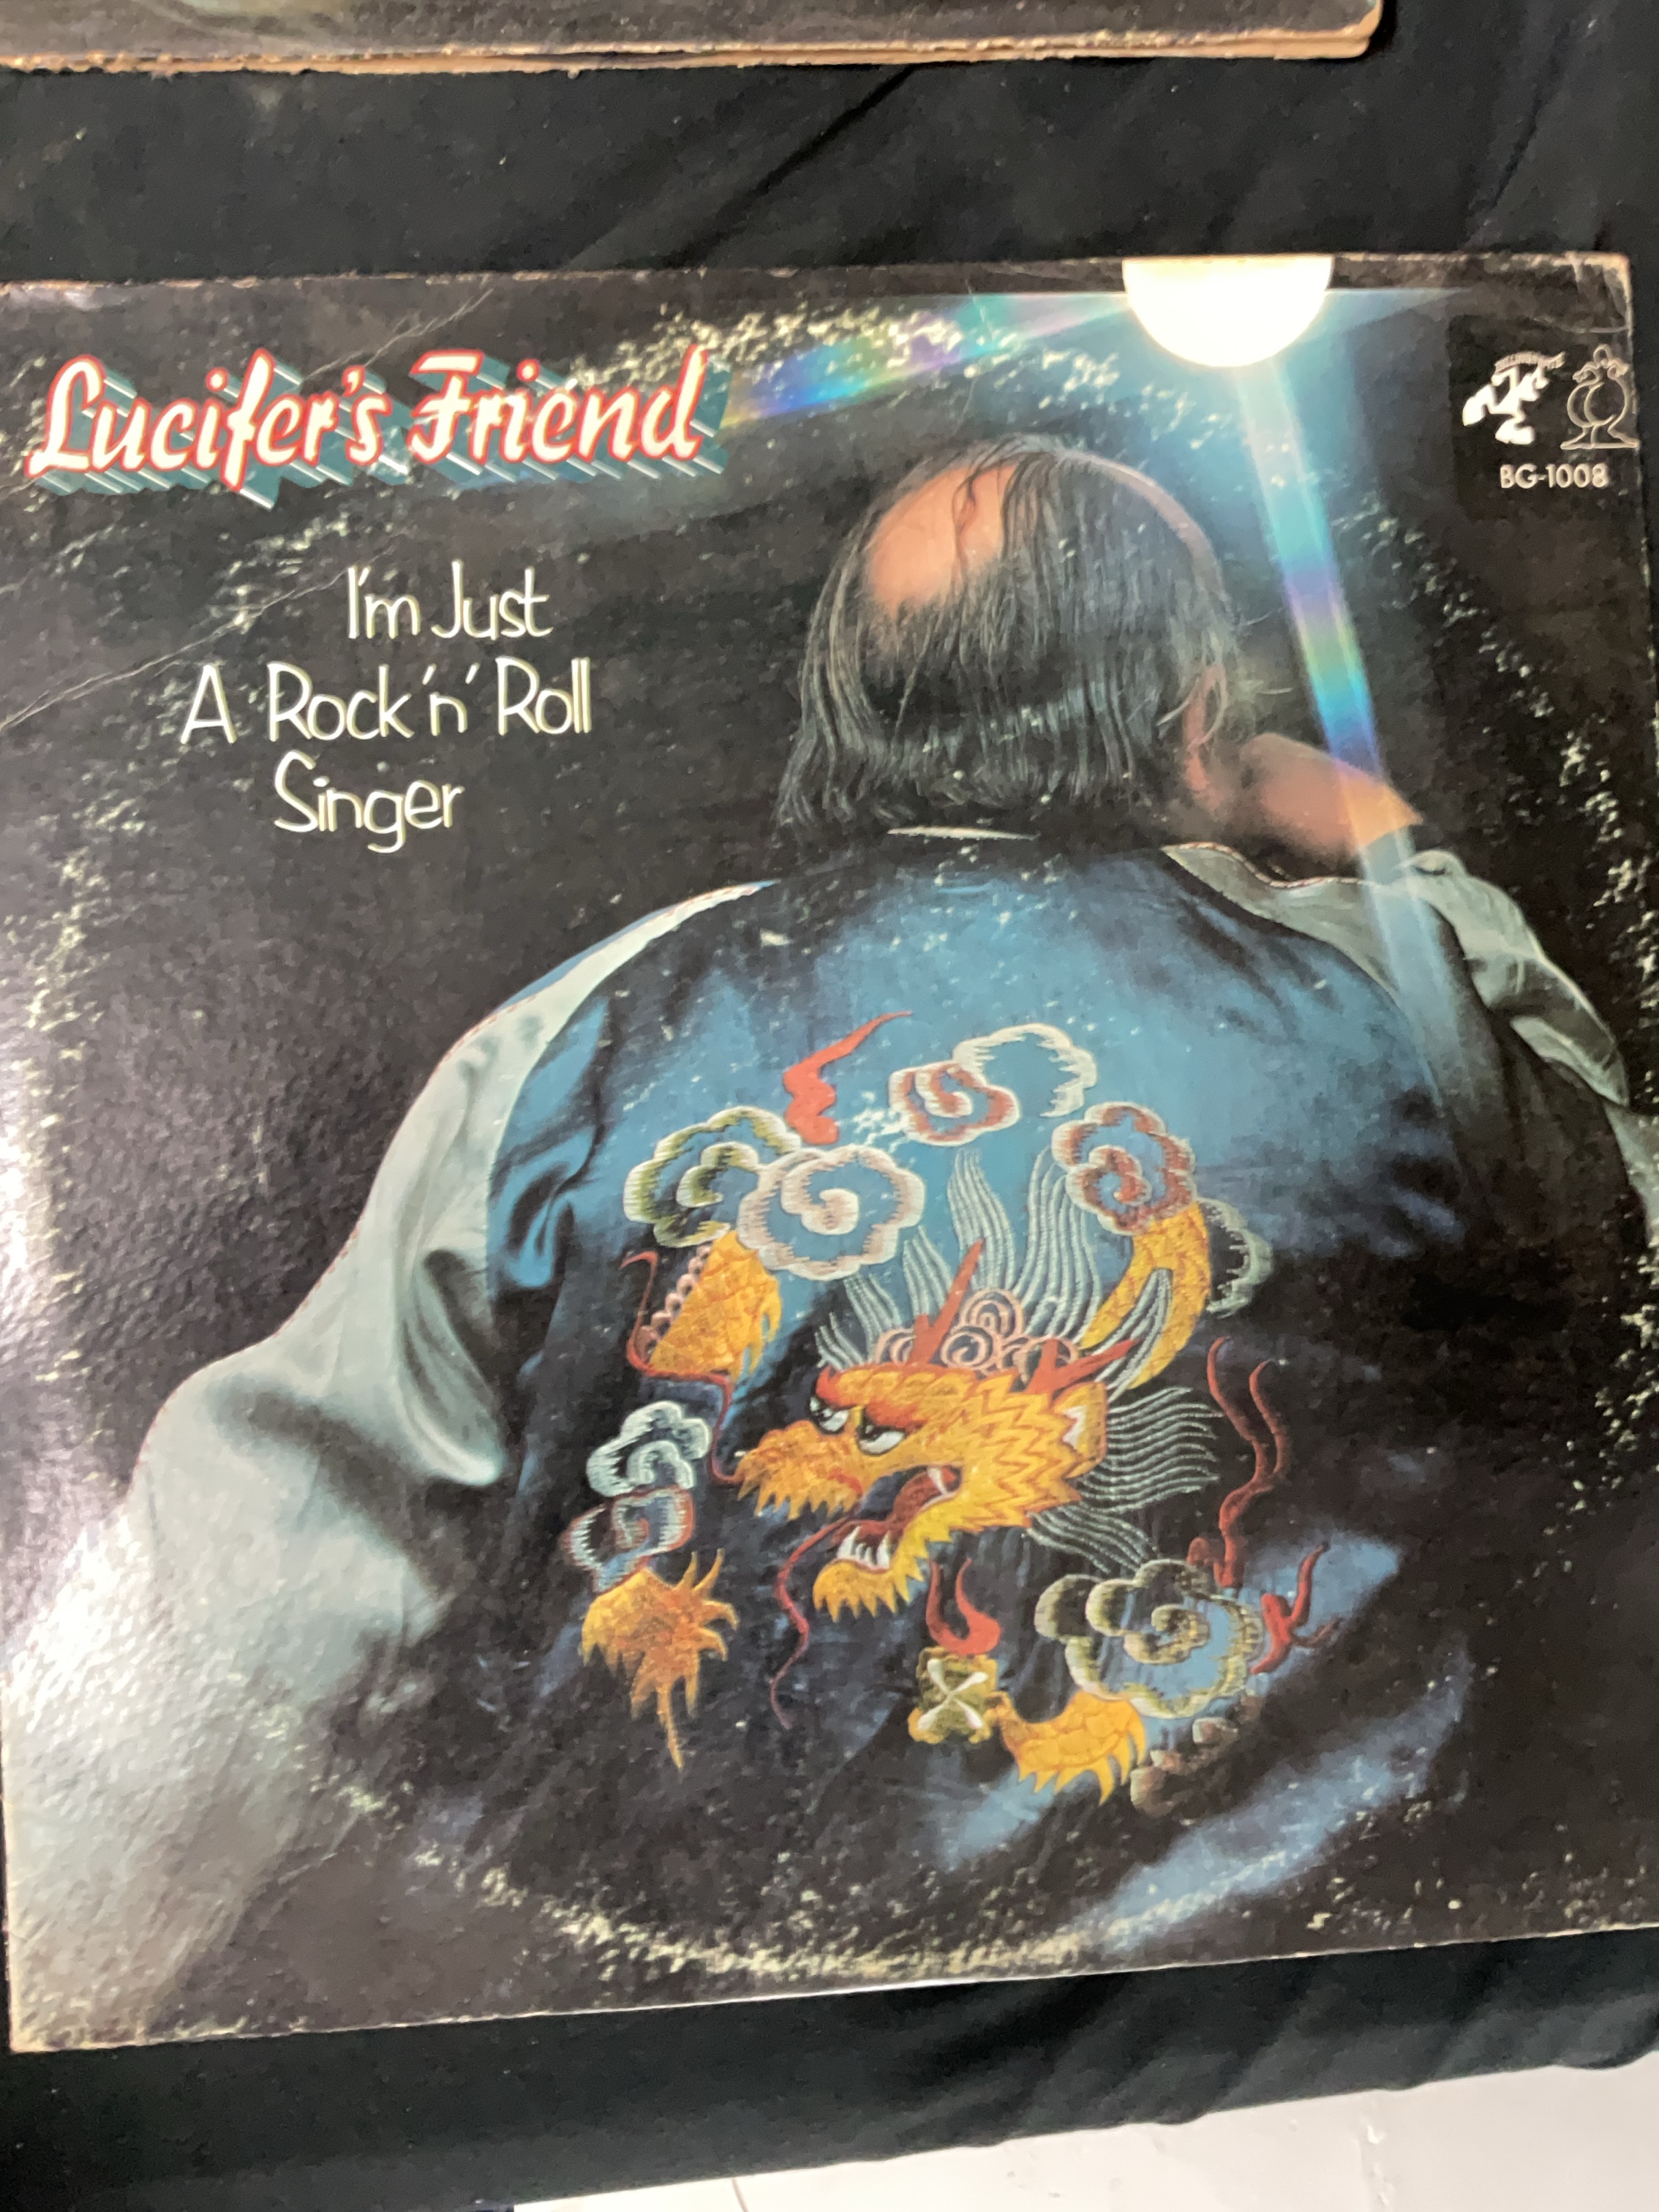 Lucifer's Friend
I'm Just
A Rock 'n' Roll
Singer
BG-1008